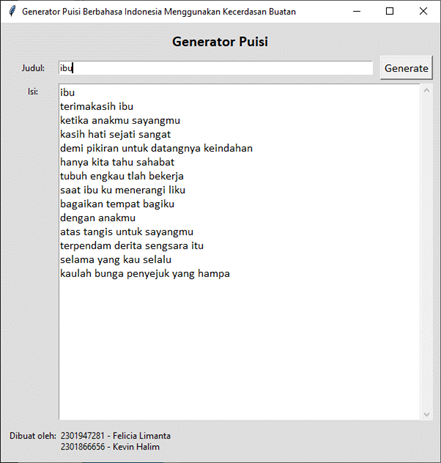 Generator Puisi Berbahasa Indonesia Menggunakan Kecerdasan Buatan
Generator Puisi
Judul: ibu Generate
Isi: ibu
terimakasih ibu
ketika anakmu sayangmu
kasih hati sejati sangat
demi pikiran untuk datangnya keindahan
hanya kita tahu sahabat
tubuh engkau tlah bekerja
saat ibu ku menerangi liku
bagaikan tempat bagiku
dengan anakmu
atas tangis untuk sayangmu
terpendam derita sengsara itu
selama yang kau selalu
kaulah bunga penyejuk yang hampa
Dibuat oleh: 2301947281 - Felicia Limanta
2301866656 - Kevin Halim